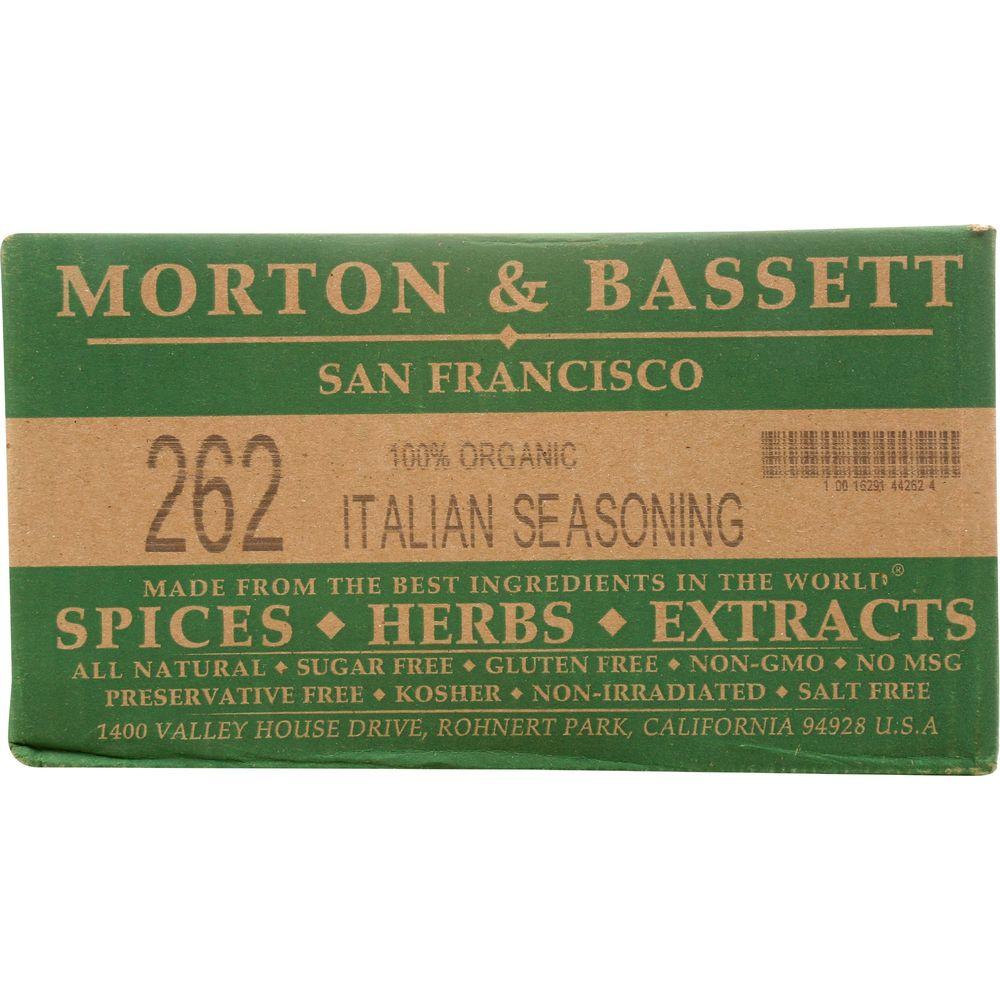 MORTON & BASSETT
SAN FRANCISCO
262
100% ORGANIC
ITALIAN SEASONING
1 00 16291 44262 4
MADE FROM THE BEST INGREDIENTS IN THE WORLD®
SPICES ◆ HERBS ◆ EXTRACTS
ALL NATURAL ◆ SUGAR FREE ◆ GLUTEN FREE ◆ NON-GMO ◆ NO MSG
PRESERVATIVE FREE ◆ KOSHER ◆ NON-IRRADIATED ◆ SALT FREE
1400 VALLEY HOUSE DRIVE, ROHNERT PARK, CALIFORNIA 94928 U.S.A